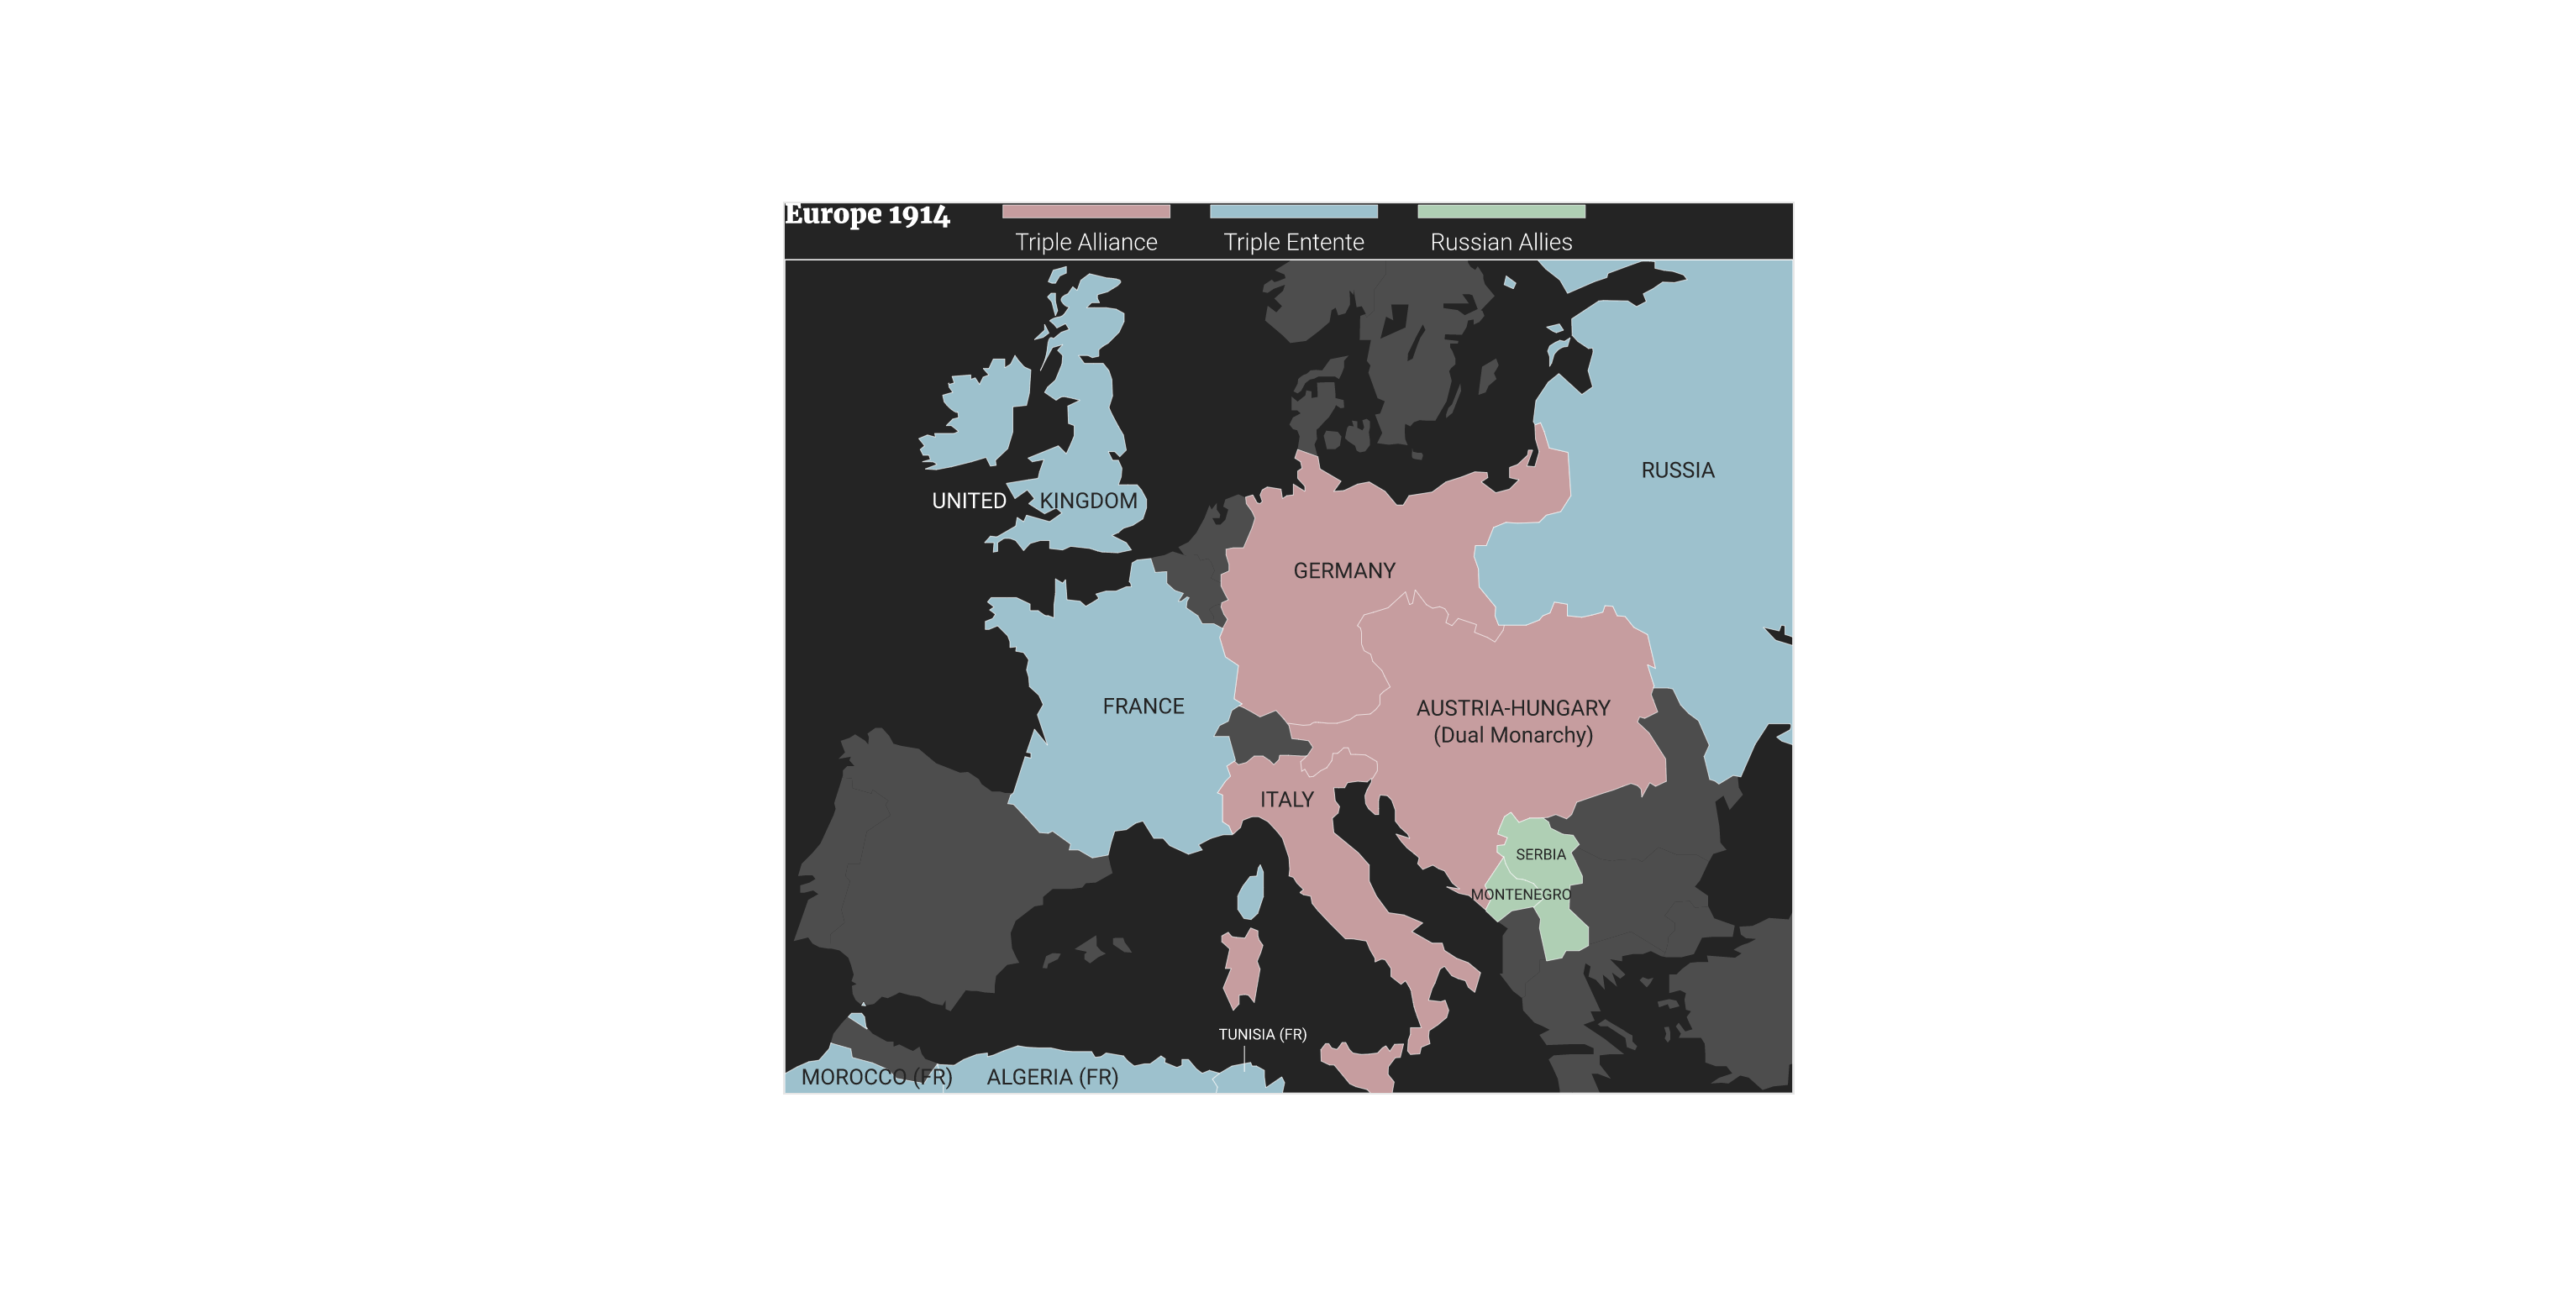 Europe 1914
Triple Alliance
Triple Entente
Russian Allies
RUSSIA
UNITED KINGDOM
GERMANY
FRANCE
AUSTRIA-HUNGARY
(Dual Monarchy)
ITALY
SERBIA
MONTENEGRO
TUNISIA (FR)
MOROCCO (FR)
ALGERIA (FR)